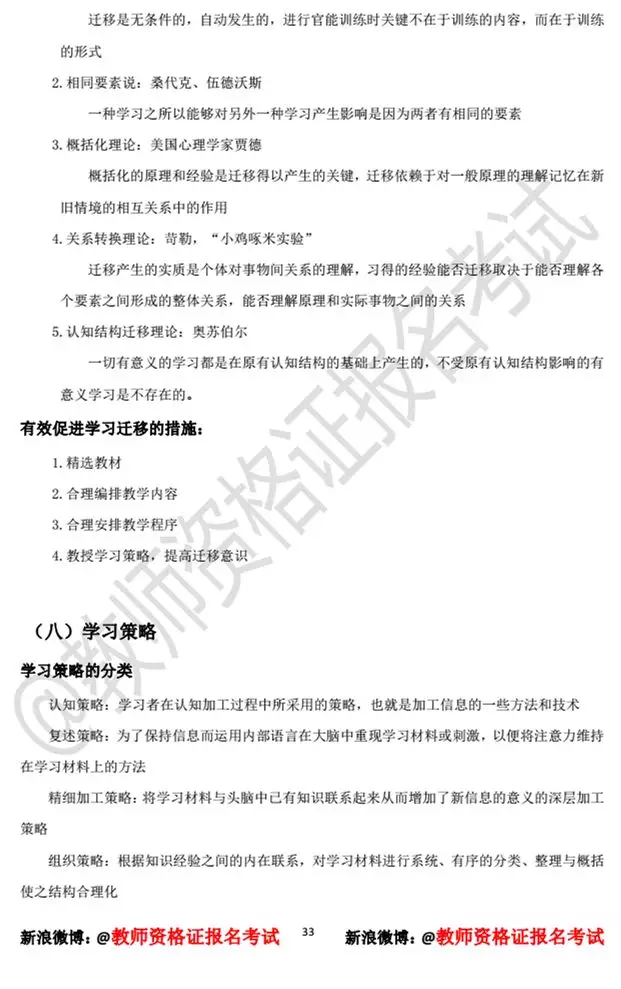 迁移是无条件的，自动发生的，进行官能训练时关键不在于训练的内容，而在于训练
的形式
2.相同要素说：桑代克、伍德沃斯
一种学习之所以能够对另外一种学习产生影响是因为两者有相同的要素
3.概括化理论：美国心理学家贾德
概括化的原理和经验是迁移得以产生的关键，迁移依赖于对一般原理的理解记忆在新
旧情境的相互关系中的作用
4.关系转换理论：苛勒，“小鸡啄米实验”
迁移产生的实质是个体对事物间关系的理解，习得的经验能否迁移取决于能否理解各
个要素之间形成的整体关系，能否理解原理和实际事物之间的关系
5.认知结构迁移理论：奥苏伯尔
一切有意义的学习都是在原有认知结构的基础上产生的，不受原有认知结构影响的有
意义学习是不存在的。
有效促进学习迁移的措施：
1.精选教材
2.合理编排教学内容
3.合理安排教学程序
4.教授学习策略，提高迁移意识
（八）学习策略
学习策略的分类
认知策略：学习者在认知加工过程中所采用的策略，也就是加工信息的一些方法和技术
复述策略：为了保持信息而运用内部语言在大脑中重现学习材料或刺激，以便将注意力维持
在学习材料上的方法
精细加工策略：将学习材料与头脑中已有知识联系起来从而增加了新信息的意义的深层加工
策略
组织策略：根据知识经验之间的内在联系，对学习材料进行系统、有序的分类、整理与概括
使之结构合理化
新浪微博：@教师资格证报名考试 33 新浪微博：@教师资格证报名考试
@教师资格证报名考试